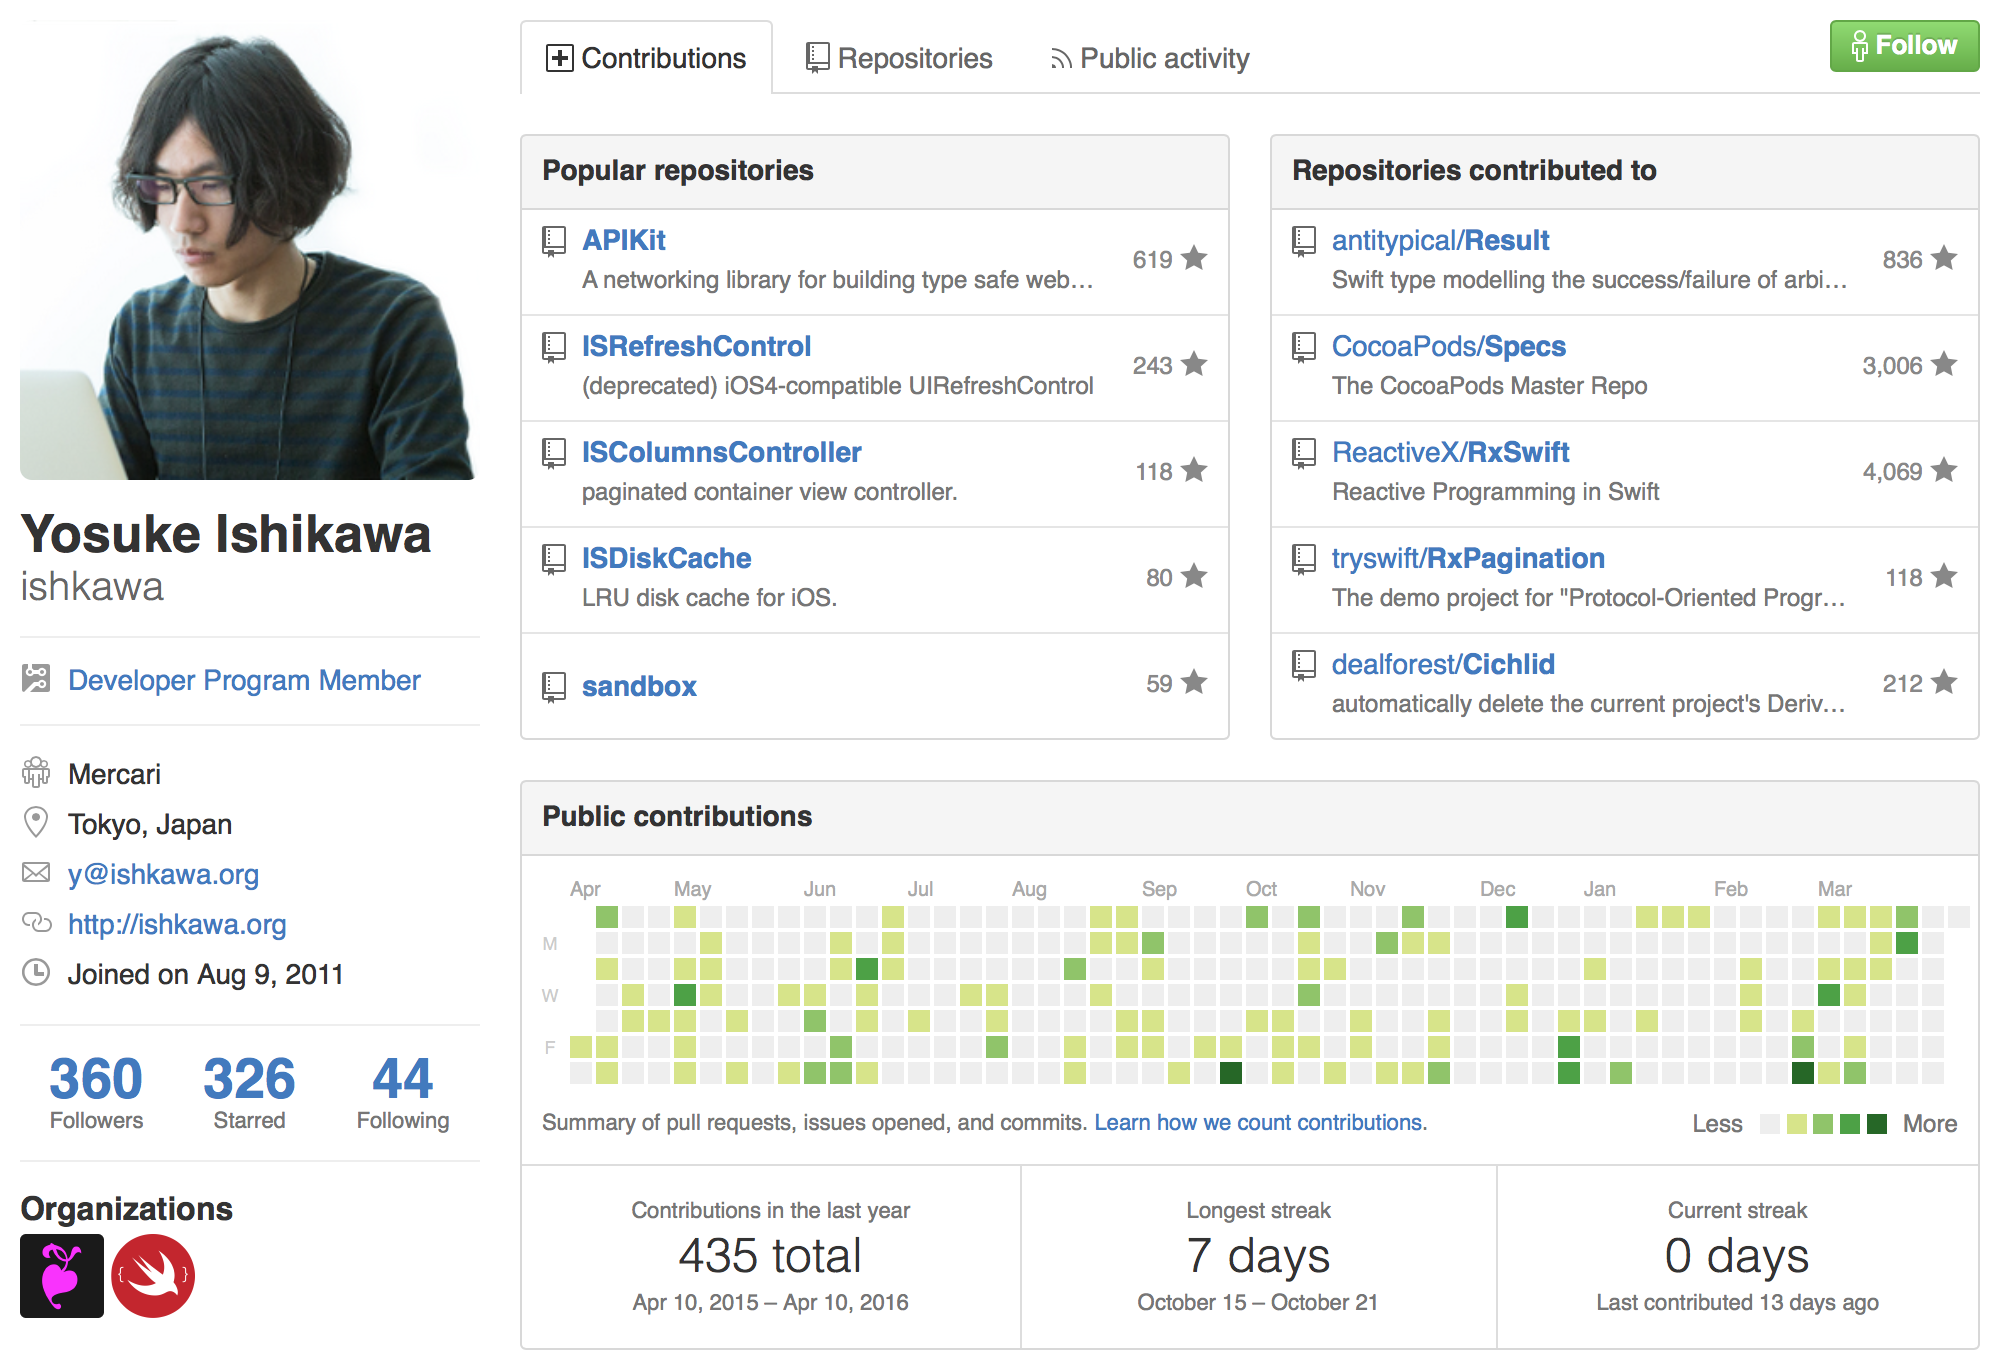 Contributions
Repositories
Public activity
Follow
Yosuke Ishikawa
ishkawa
Developer Program Member
Mercari
Tokyo, Japan
y@ishkawa.org
http://ishkawa.org
Joined on Aug 9, 2011
360 326 44
Followers Starred Following
Organizations
Popular repositories
APIKit
A networking library for building type safe web…
619
ISRefreshControl
(deprecated) iOS4-compatible UIRefreshControl
243
ISColumnsController
paginated container view controller.
118
ISDiskCache
LRU disk cache for iOS.
80
sandbox
59
Repositories contributed to
antitypical/Result
Swift type modelling the success/failure of arbi…
836
CocoaPods/Specs
The CocoaPods Master Repo
3,006
ReactiveX/RxSwift
Reactive Programming in Swift
4,069
tryswift/RxPagination
The demo project for "Protocol-Oriented Progr…
118
dealforest/Cichlid
automatically delete the current project's Deriv…
212
Public contributions
Apr May Jun Jul Aug Sep Oct Nov Dec Jan Feb Mar
M
W
F
Summary of pull requests, issues opened, and commits. Learn how we count contributions.
Less More
Contributions in the last year
435 total
Apr 10, 2015 – Apr 10, 2016
Longest streak
7 days
October 15 – October 21
Current streak
0 days
Last contributed 13 days ago